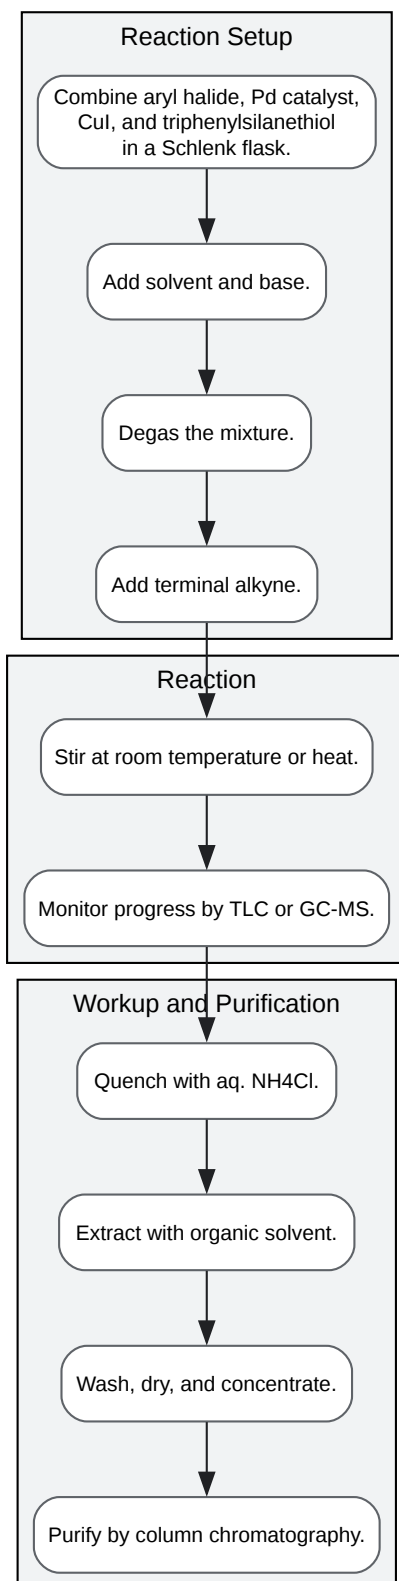 Reaction Setup
Combine aryl halide, Pd catalyst,
CuI, and triphenylsilanethiol
in a Schlenk flask.
Add solvent and base.
Degas the mixture.
Add terminal alkyne.
Reaction
Stir at room temperature or heat.
Monitor progress by TLC or GC-MS.
Workup and Purification
Quench with aq. NH4Cl.
Extract with organic solvent.
Wash, dry, and concentrate.
Purify by column chromatography.